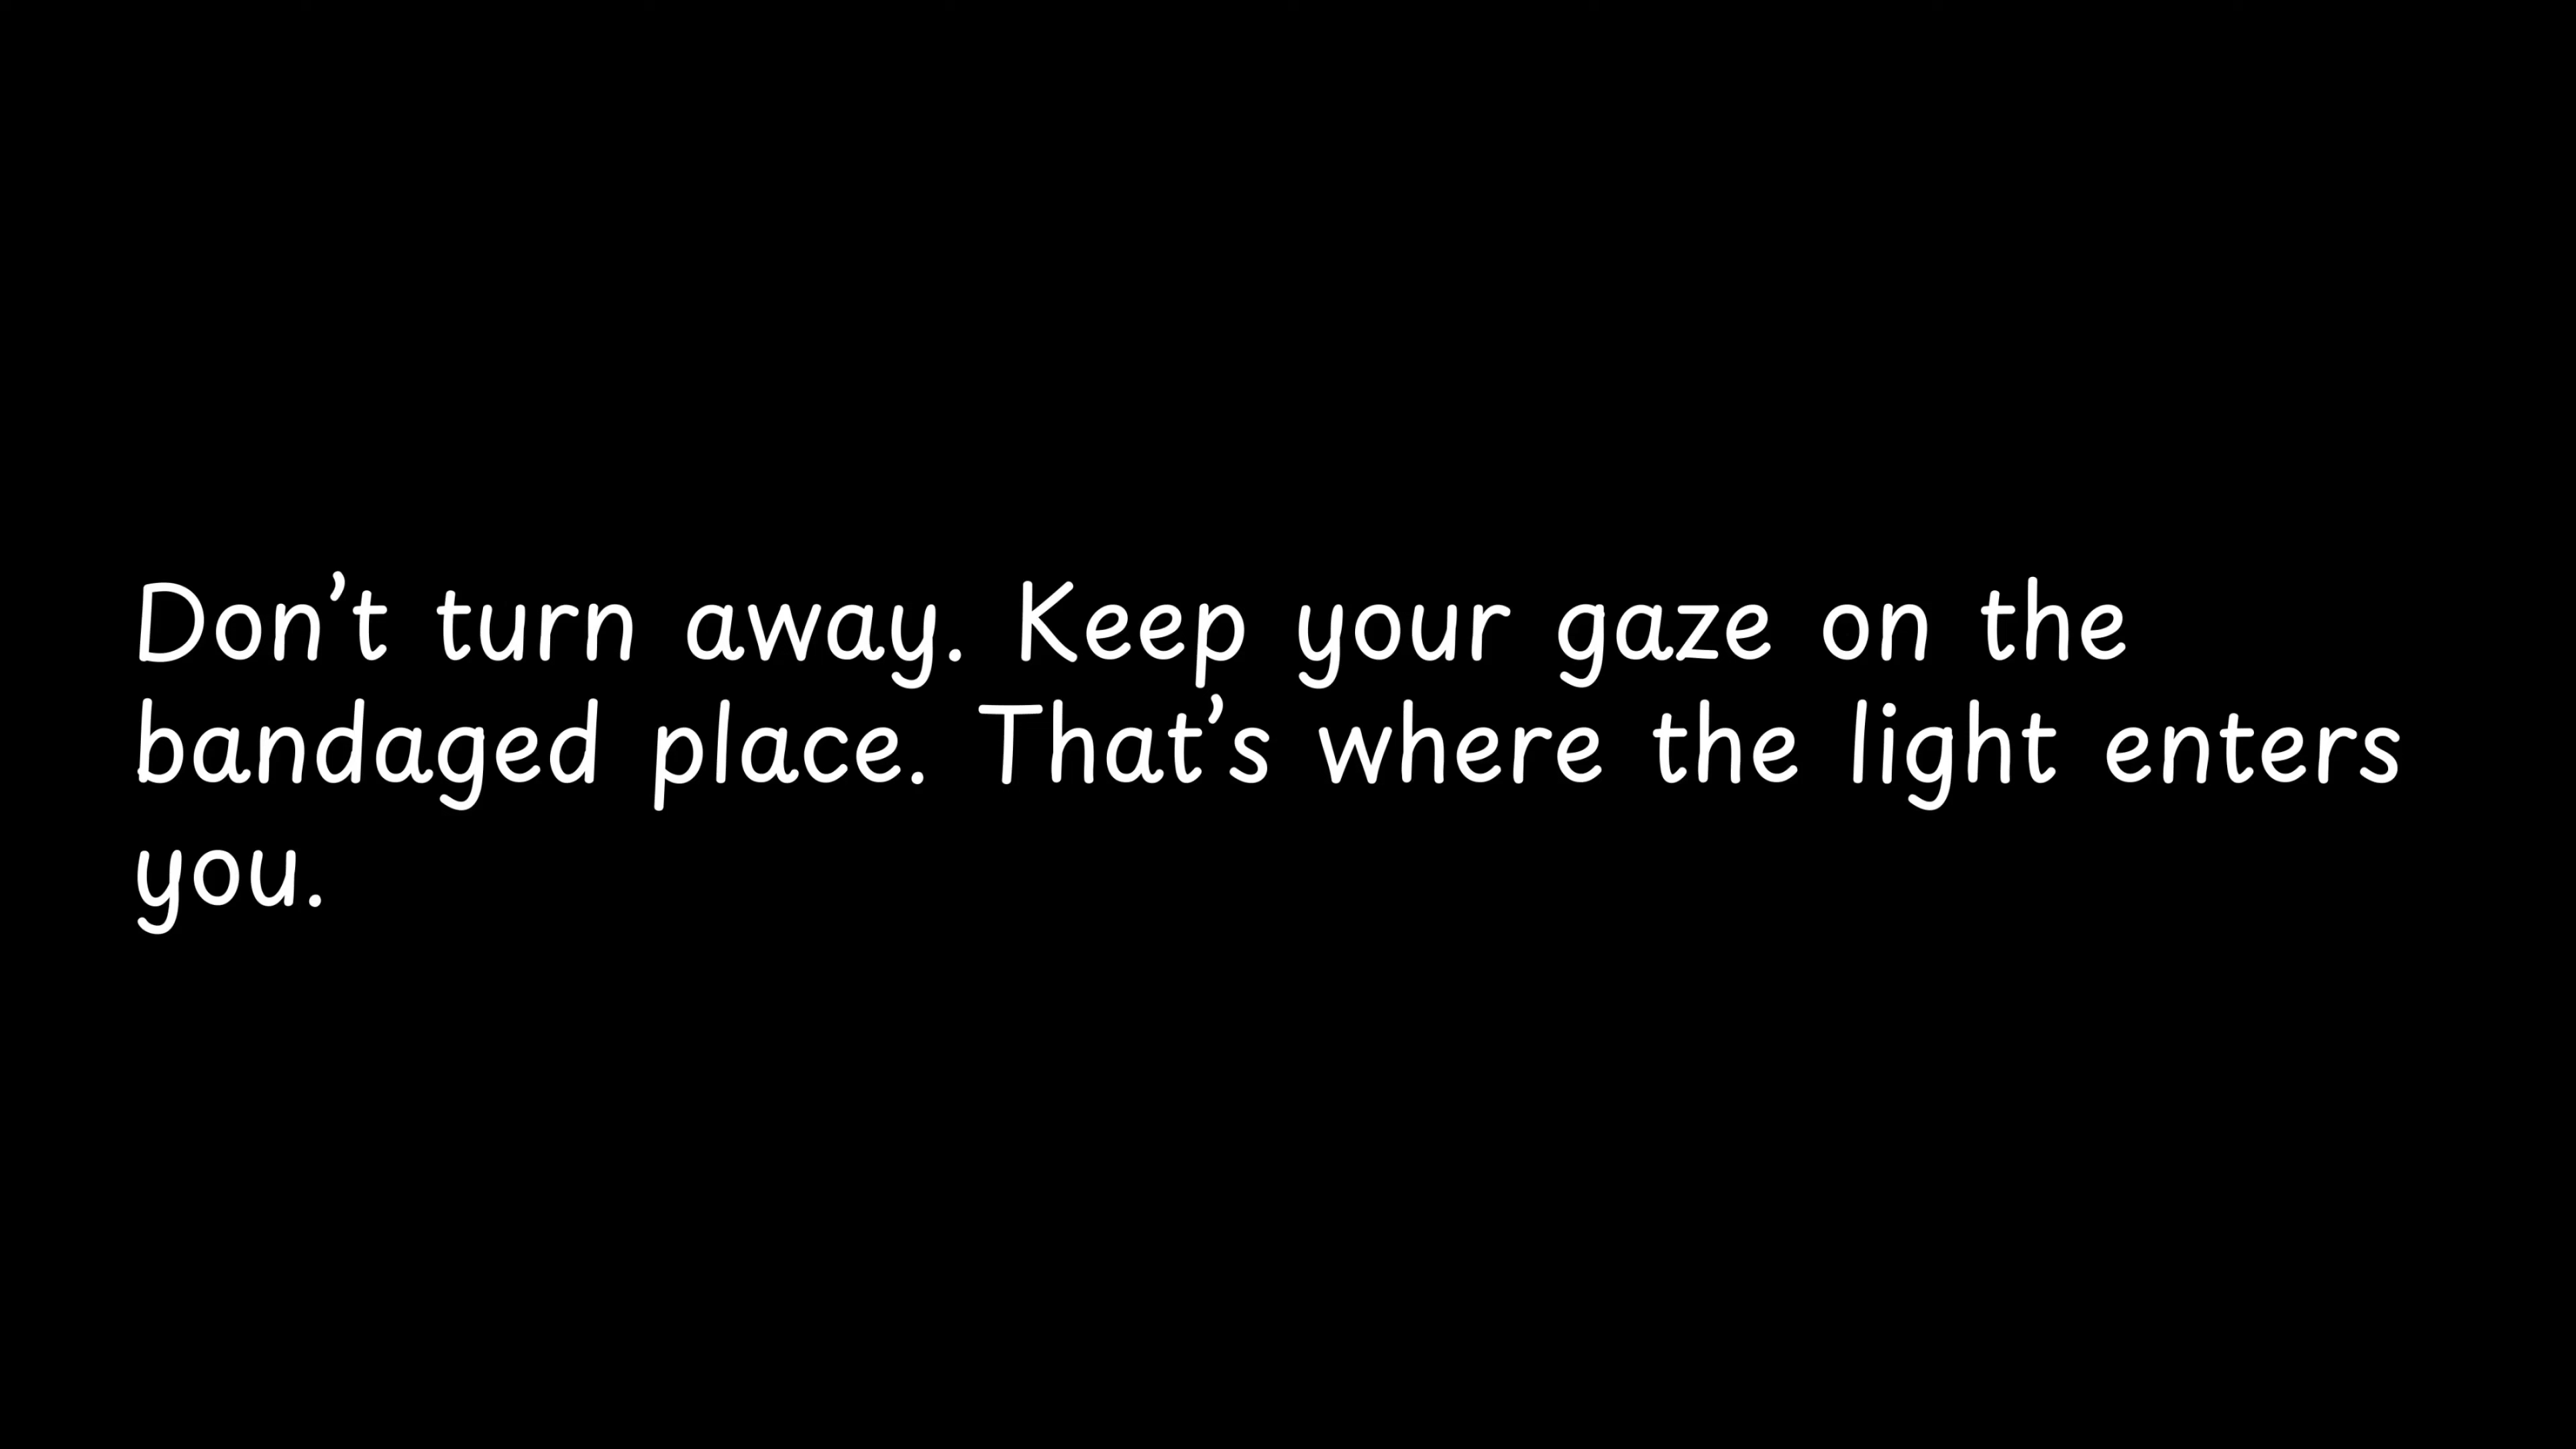 Don’t turn away. Keep your gaze on the
bandaged place. That’s where the light enters
you.